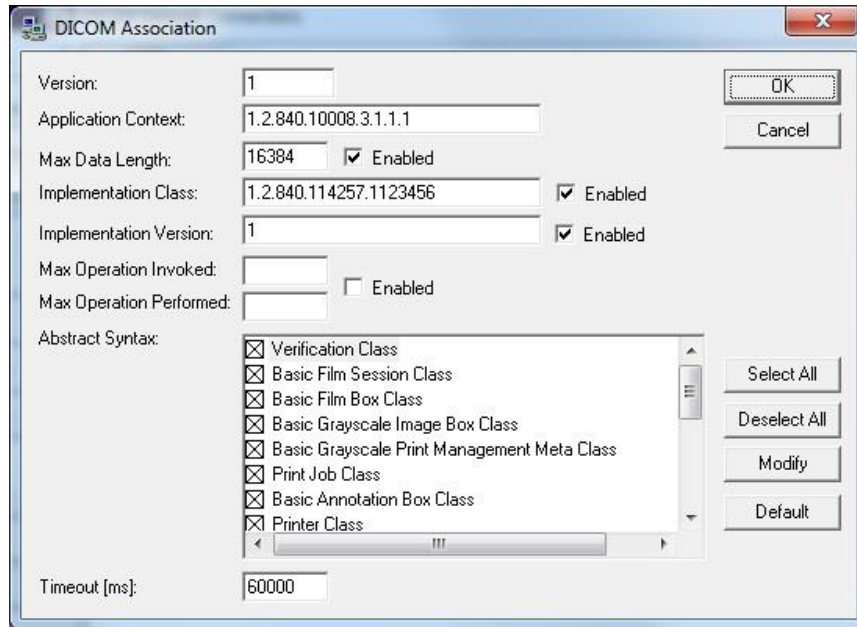 DICOM Association
Version: 1
OK
Application Context: 1.2.840.10008.3.1.1.1
Cancel
Max Data Length: 16384 Enabled
Implementation Class: 1.2.840.114257.1123456 Enabled
Implementation Version: 1 Enabled
Max Operation Invoked:
Enabled
Max Operation Performed:
Abstract Syntax:
Verification Class
Basic Film Session Class
Basic Film Box Class
Basic Grayscale Image Box Class
Basic Grayscale Print Management Meta Class
Print Job Class
Basic Annotation Box Class
Printer Class
Select All
Deselect All
Modify
Default
Timeout [ms]: 60000